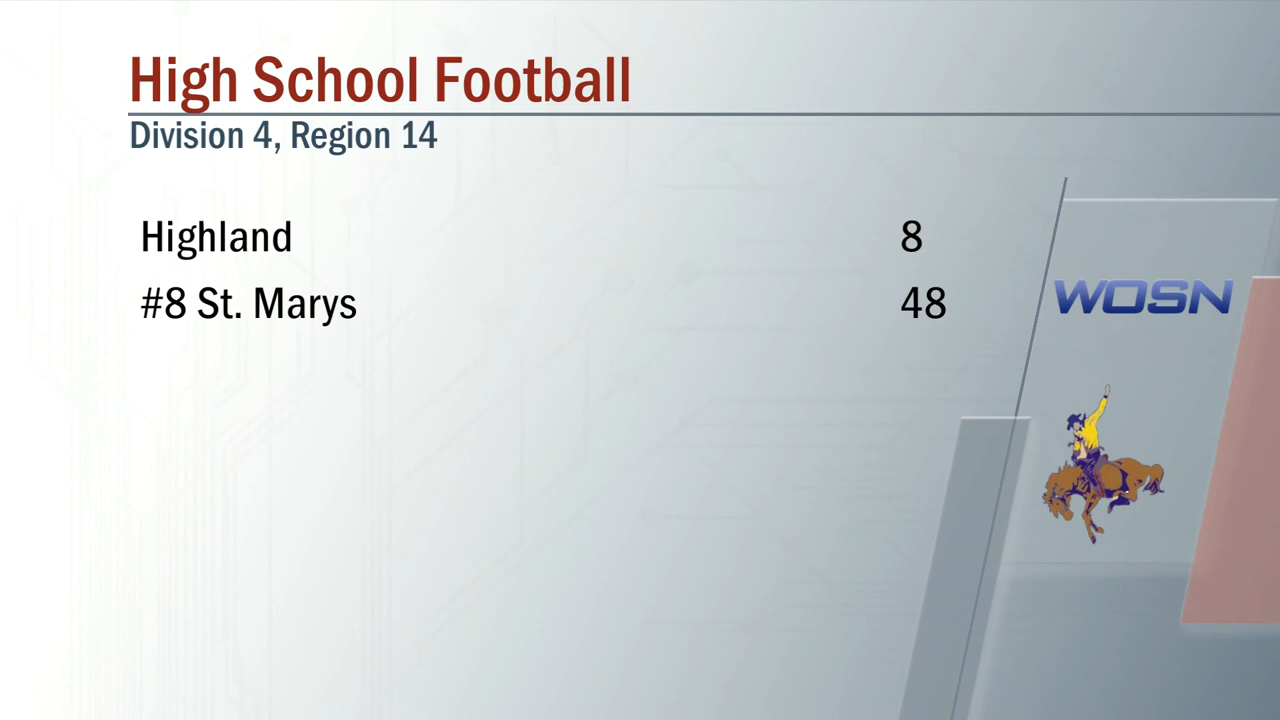 High School Football
Division 4, Region 14
Highland 8
#8 St. Marys 48
WOSN